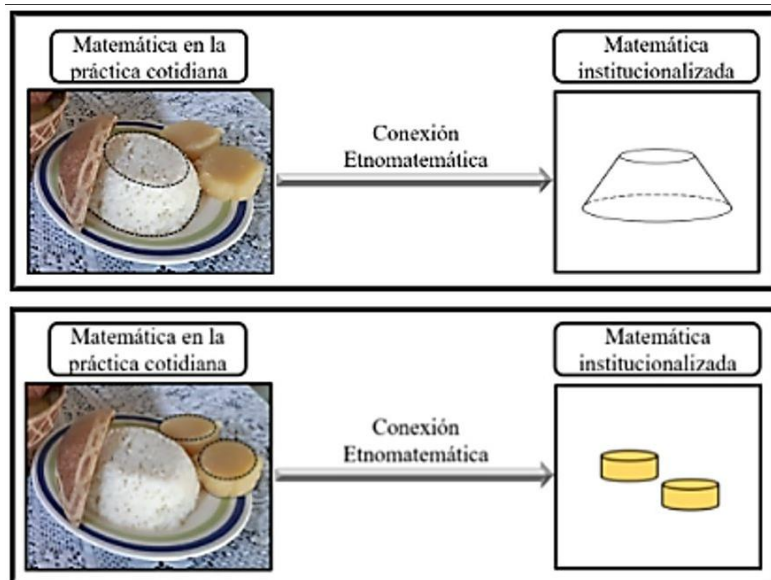 Matemática en la
práctica cotidiana
Conexión
Etnomatemática
Matemática
institucionalizada
Matemática en la
práctica cotidiana
Conexión
Etnomatemática
Matemática
institucionalizada